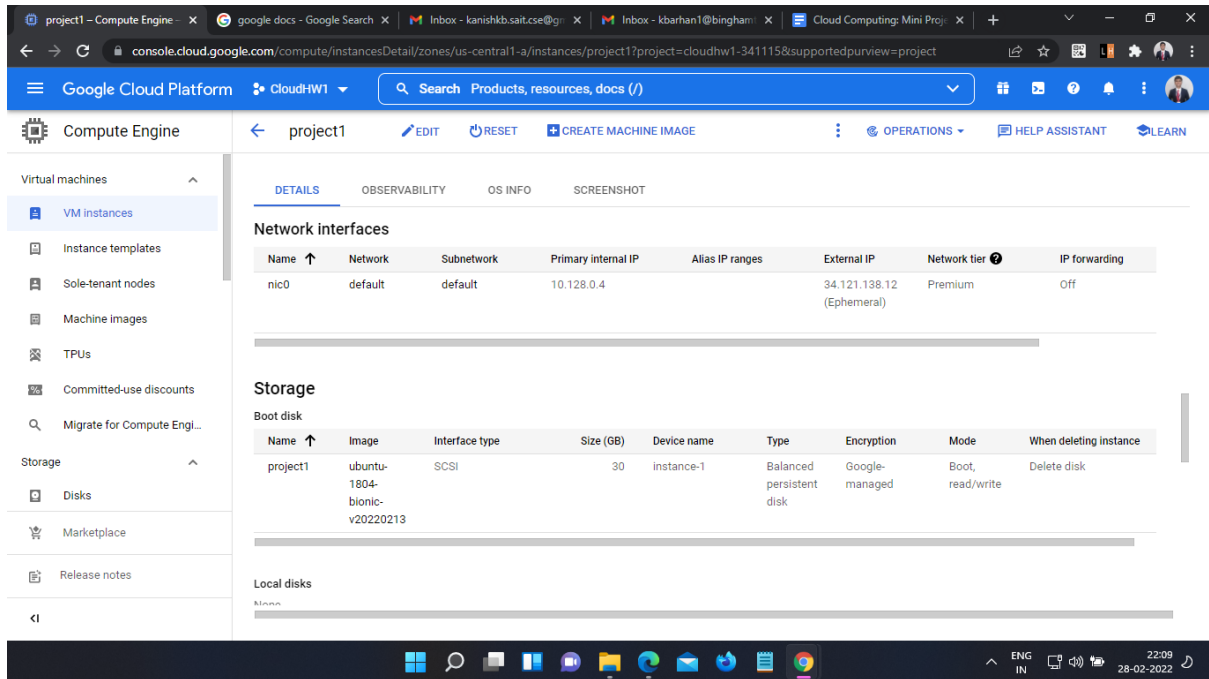 project1 – Compute Engine –
google docs - Google Search
Inbox - kanishkb.sait.cse@gm
Inbox - kbarhan1@bingham
Cloud Computing: Mini Proje
console.cloud.google.com/compute/instancesDetail/zones/us-central1-a/instances/project1?project=cloudhw1-341115&supportedpurview=project
Google Cloud Platform CloudHW1 Search Products, resources, docs (/)
Compute Engine
project1 EDIT RESET CREATE MACHINE IMAGE OPERATIONS HELP ASSISTANT LEARN
Virtual machines
VM instances
Instance templates
Sole-tenant nodes
Machine images
TPUs
Committed-use discounts
Migrate for Compute Engi...
Storage
Disks
Marketplace
Release notes
DETAILS OBSERVABILITY OS INFO SCREENSHOT
Network interfaces
Name Network Subnetwork Primary internal IP Alias IP ranges External IP Network tier IP forwarding
nic0 default default 10.128.0.4 34.121.138.12 Premium Off
(Ephemeral)
Storage
Boot disk
Name Image Interface type Size (GB) Device name Type Encryption Mode When deleting instance
project1 ubuntu- SCSI 30 instance-1 Balanced Google- Boot, Delete disk
1804- persistent managed read/write
bionic- disk
v20220213
Local disks
None
ENG 22:09
IN 28-02-2022